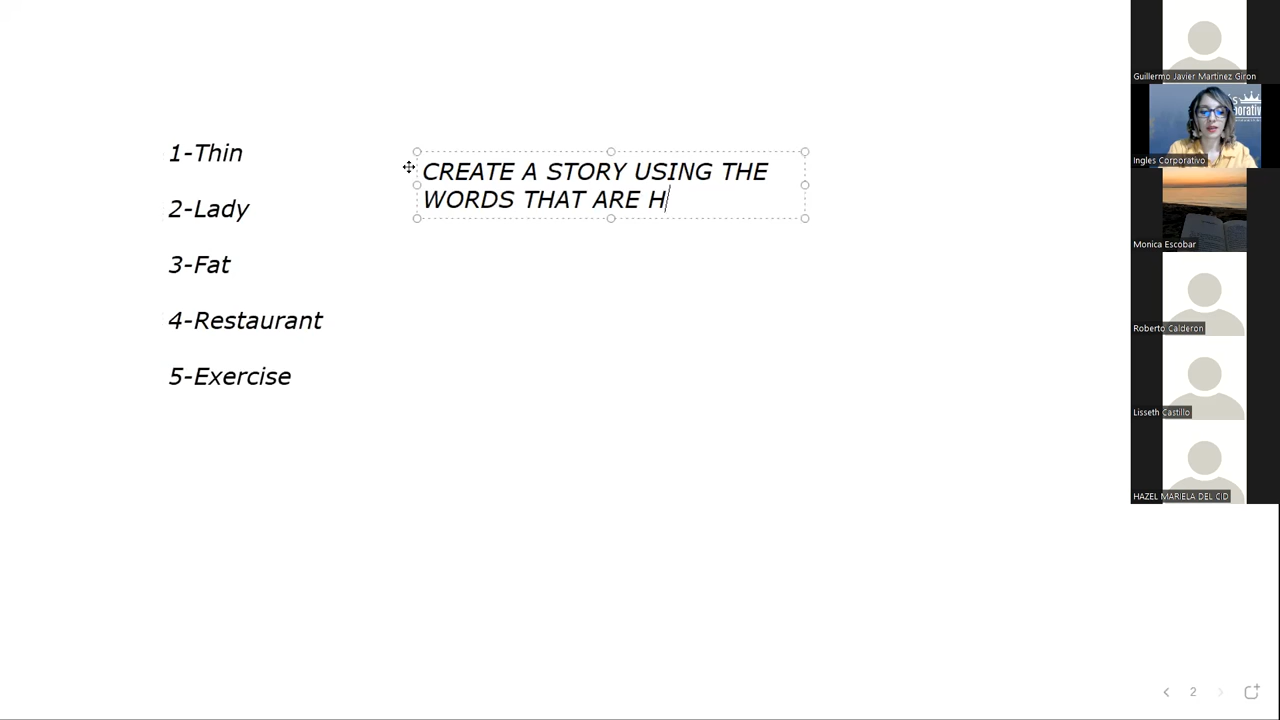 1-Thin
2-Lady
3-Fat
4-Restaurant
5-Exercise
CREATE A STORY USING THE
WORDS THAT ARE H
Guillermo Javier Martinez Giron
Ingles Corporativo
Monica Escobar
Roberto Calderon
Lisseth Castillo
HAZEL MARIELA DEL CID
2